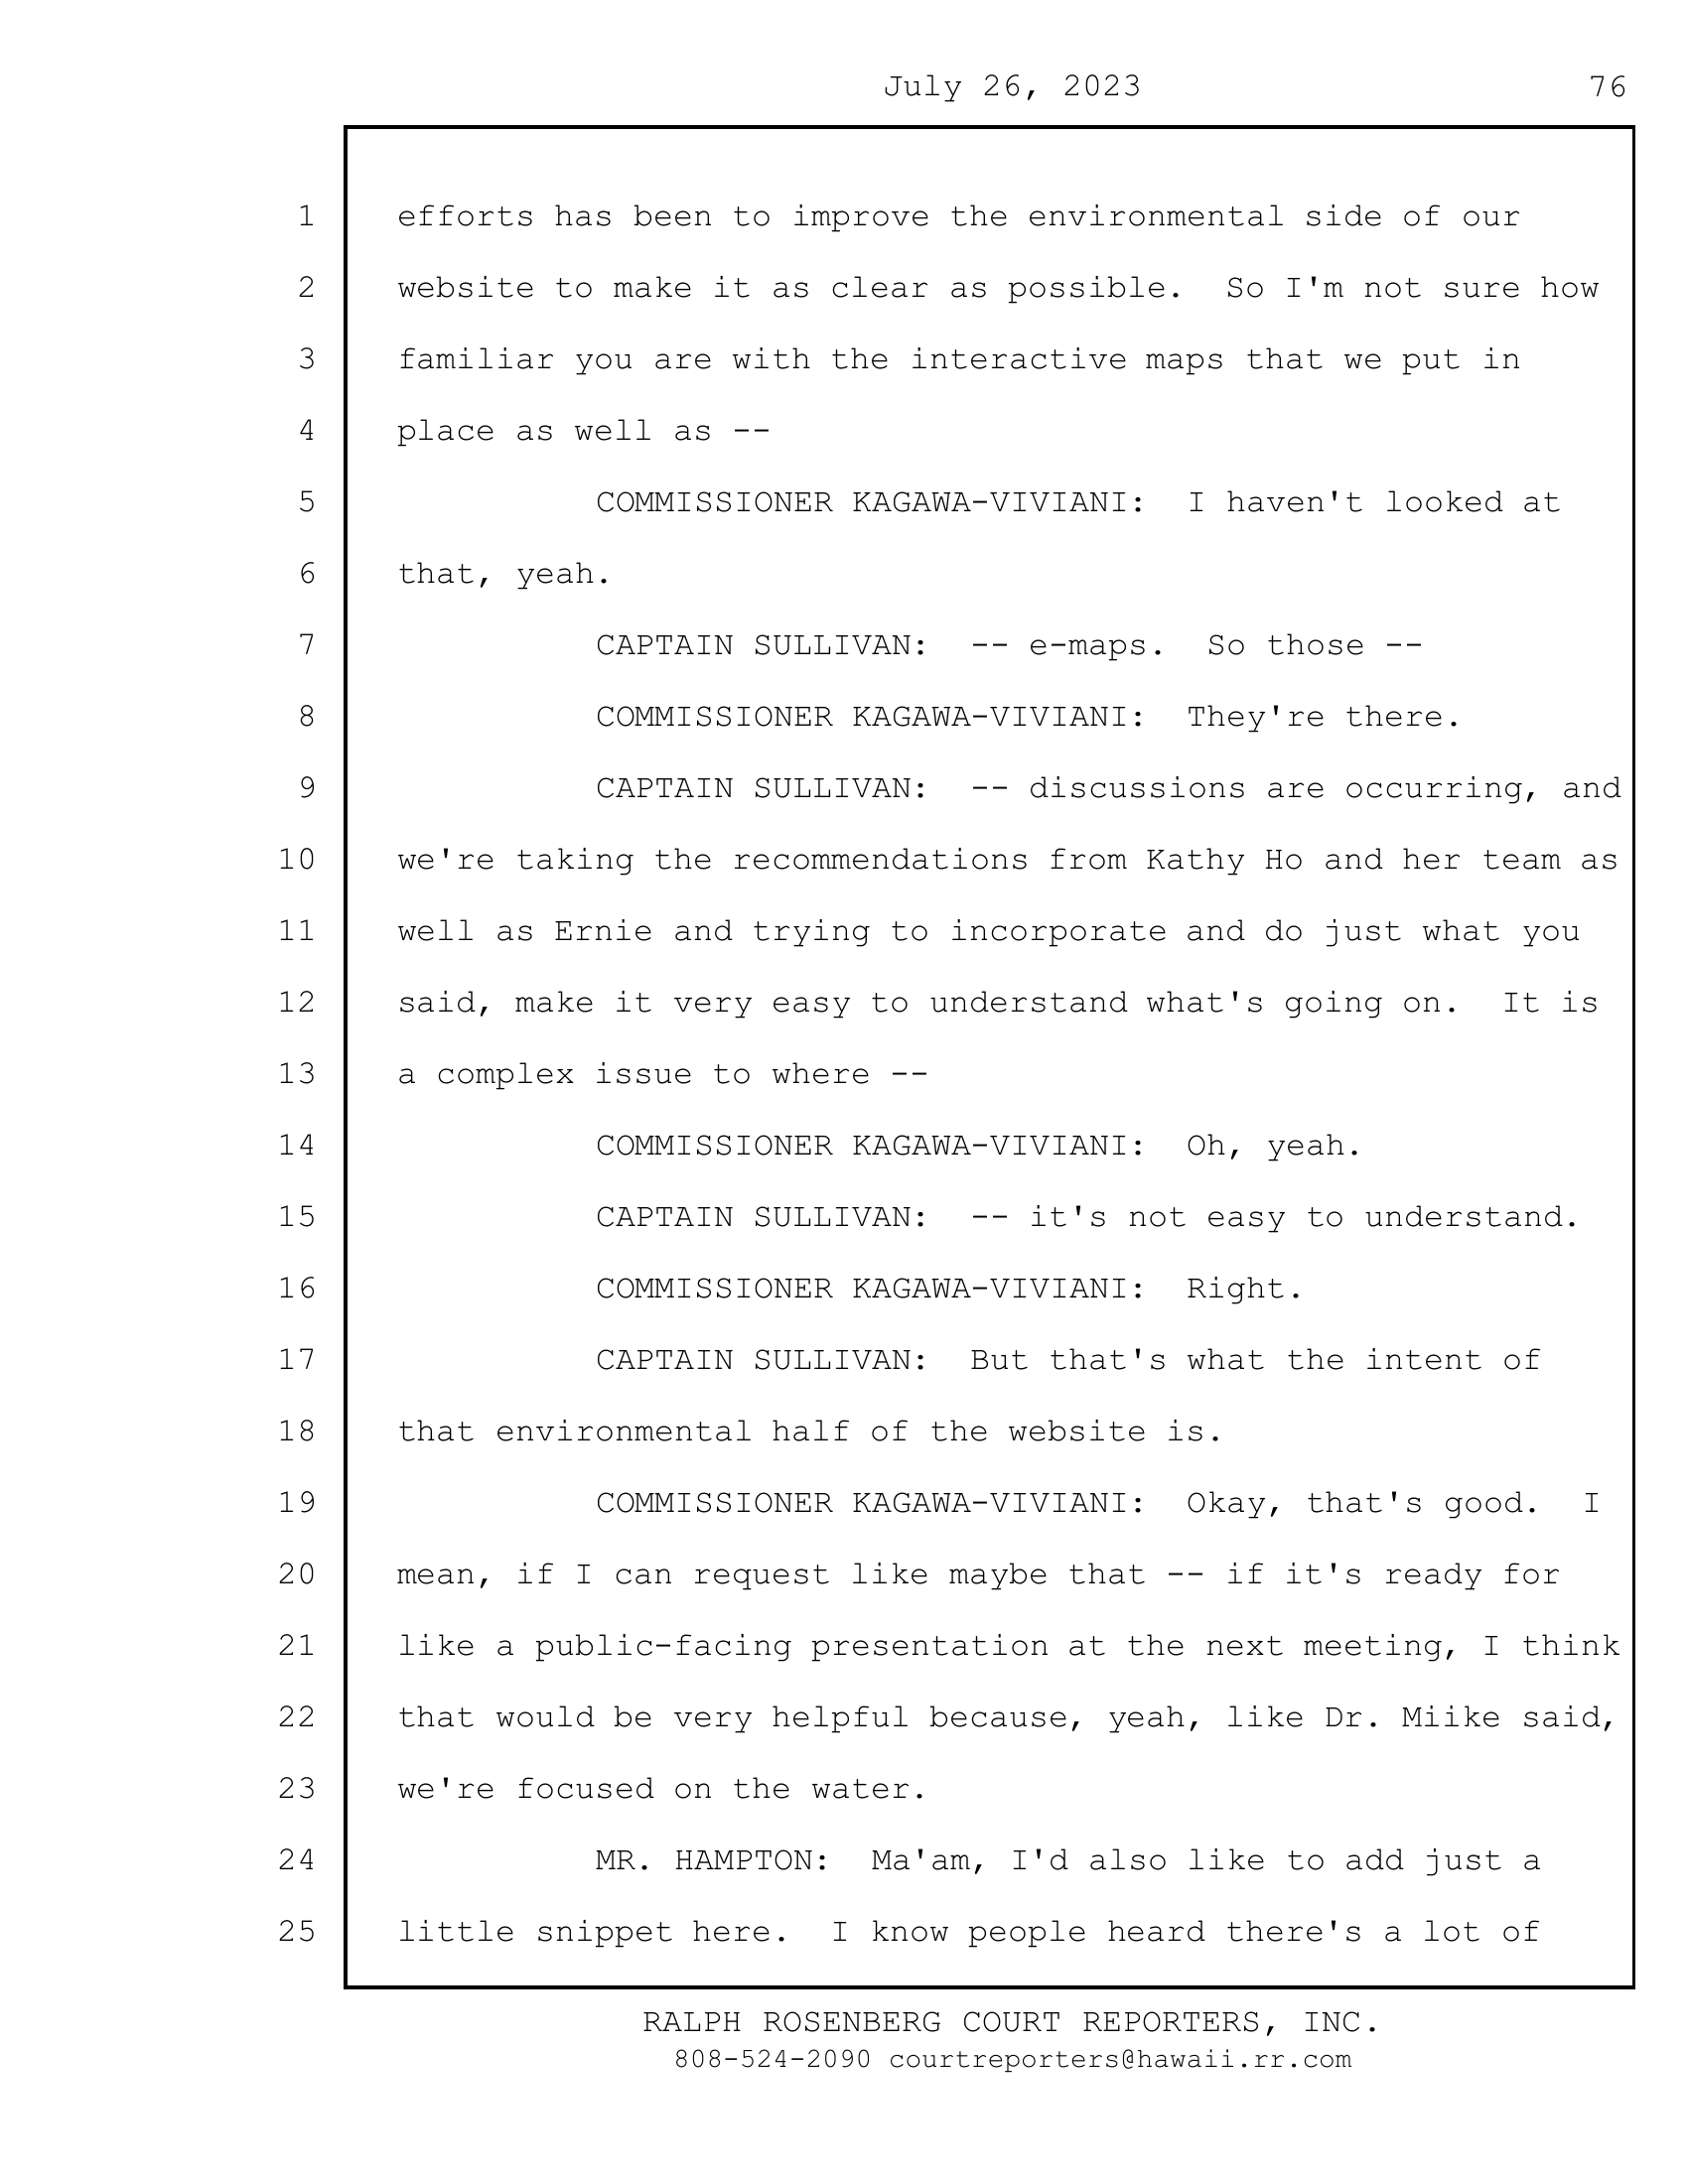 July 26, 2023 76
1 efforts has been to improve the environmental side of our
2 website to make it as clear as possible.  So I'm not sure how
3 familiar you are with the interactive maps that we put in
4 place as well as --
5 COMMISSIONER KAGAWA-VIVIANI:  I haven't looked at
6 that, yeah.
7 CAPTAIN SULLIVAN:  -- e-maps.  So those --
8 COMMISSIONER KAGAWA-VIVIANI:  They're there.
9 CAPTAIN SULLIVAN:  -- discussions are occurring, and
10 we're taking the recommendations from Kathy Ho and her team as
11 well as Ernie and trying to incorporate and do just what you
12 said, make it very easy to understand what's going on.  It is
13 a complex issue to where --
14 COMMISSIONER KAGAWA-VIVIANI:  Oh, yeah.
15 CAPTAIN SULLIVAN:  -- it's not easy to understand.
16 COMMISSIONER KAGAWA-VIVIANI:  Right.
17 CAPTAIN SULLIVAN:  But that's what the intent of
18 that environmental half of the website is.
19 COMMISSIONER KAGAWA-VIVIANI:  Okay, that's good.  I
20 mean, if I can request like maybe that -- if it's ready for
21 like a public-facing presentation at the next meeting, I think
22 that would be very helpful because, yeah, like Dr. Miike said,
23 we're focused on the water.
24 MR. HAMPTON:  Ma'am, I'd also like to add just a
25 little snippet here.  I know people heard there's a lot of
RALPH ROSENBERG COURT REPORTERS, INC.
808-524-2090 courtreporters@hawaii.rr.com